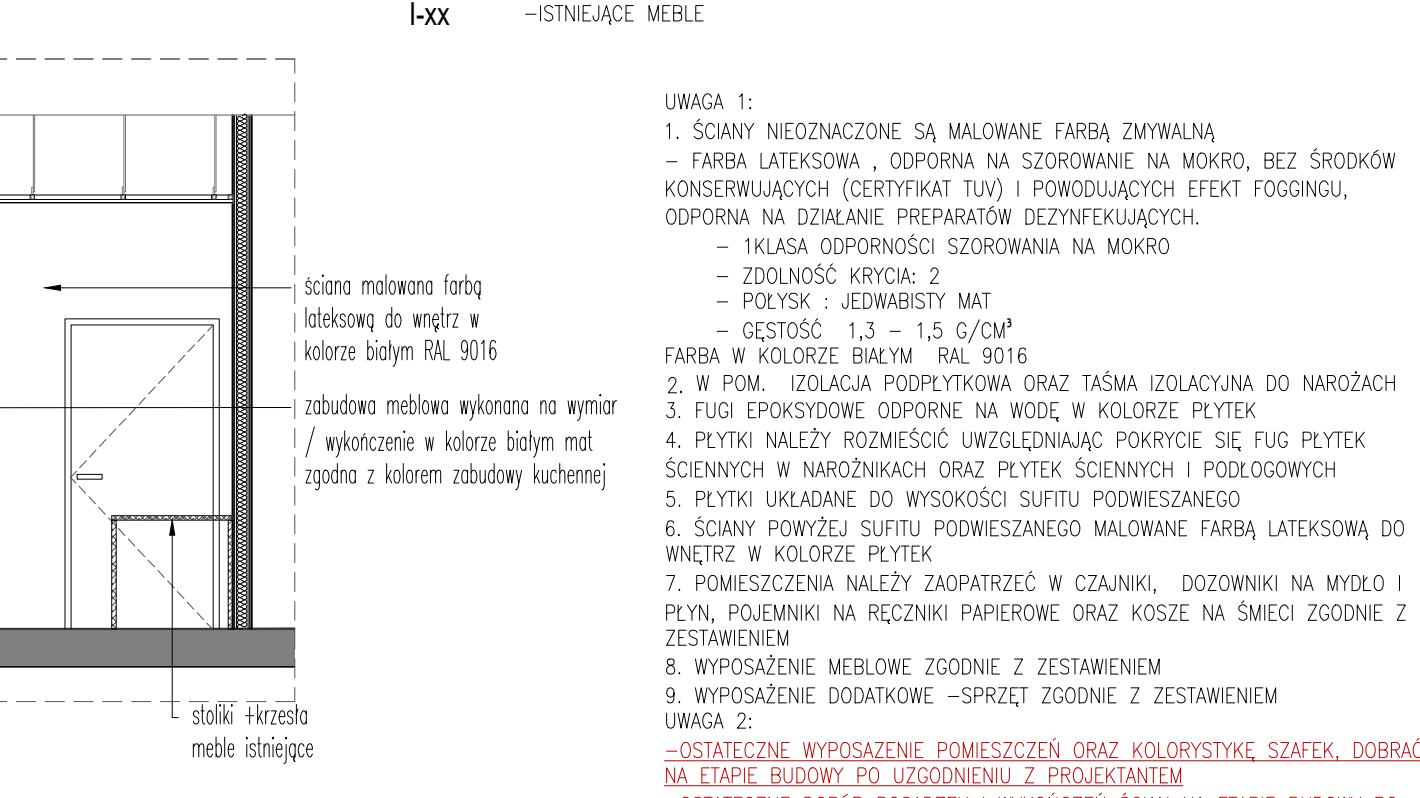 I-xx –ISTNIEJĄCE MEBLE
ściana malowana farbą
lateksową do wnętrz w
kolorze białym RAL 9016
zabudowa meblowa wykonana na wymiar
/ wykończenie w kolorze białym mat
zgodna z kolorem zabudowy kuchennej
stoliki +krzesła
meble istniejące
UWAGA 1:
1. ŚCIANY NIEOZNACZONE SĄ MALOWANE FARBĄ ZMYWALNĄ
– FARBA LATEKSOWA , ODPORNA NA SZOROWANIE NA MOKRO, BEZ ŚRODKÓW
KONSERWUJĄCYCH (CERTYFIKAT TUV) I POWODUJĄCYCH EFEKT FOGGINGU,
ODPORNA NA DZIAŁANIE PREPARATÓW DEZYNFEKUJĄCYCH.
– 1KLASA ODPORNOŚCI SZOROWANIA NA MOKRO
– ZDOLNOŚĆ KRYCIA: 2
– POŁYSK : JEDWABISTY MAT
– GĘSTOŚĆ 1,3 – 1,5 G/CM³
FARBA W KOLORZE BIAŁYM RAL 9016
2. W POM. IZOLACJA PODPŁYTKOWA ORAZ TAŚMA IZOLACYJNA DO NAROŻACH
3. FUGI EPOKSYDOWE ODPORNE NA WODĘ W KOLORZE PŁYTEK
4. PŁYTKI NALEŻY ROZMIEŚCIĆ UWZGLĘDNIAJĄC POKRYCIE SIĘ FUG PŁYTEK
ŚCIENNYCH W NAROŻNIKACH ORAZ PŁYTEK ŚCIENNYCH I PODŁOGOWYCH
5. PŁYTKI UKŁADANE DO WYSOKOŚCI SUFITU PODWIESZANEGO
6. ŚCIANY POWYŻEJ SUFITU PODWIESZANEGO MALOWANE FARBĄ LATEKSOWĄ DO
WNĘTRZ W KOLORZE PŁYTEK
7. POMIESZCZENIA NALEŻY ZAOPATRZEĆ W CZAJNIKI, DOZOWNIKI NA MYDŁO I
PŁYN, POJEMNIKI NA RĘCZNIKI PAPIEROWE ORAZ KOSZE NA ŚMIECI ZGODNIE Z
ZESTAWIENIEM
8. WYPOSAŻENIE MEBLOWE ZGODNIE Z ZESTAWIENIEM
9. WYPOSAŻENIE DODATKOWE –SPRZĘT ZGODNIE Z ZESTAWIENIEM
UWAGA 2:
–OSTATECZNE WYPOSAZENIE POMIESZCZEŃ ORAZ KOLORYSTYKĘ SZAFEK, DOBRAĆ
NA ETAPIE BUDOWY PO UZGODNIENIU Z PROJEKTANTEM